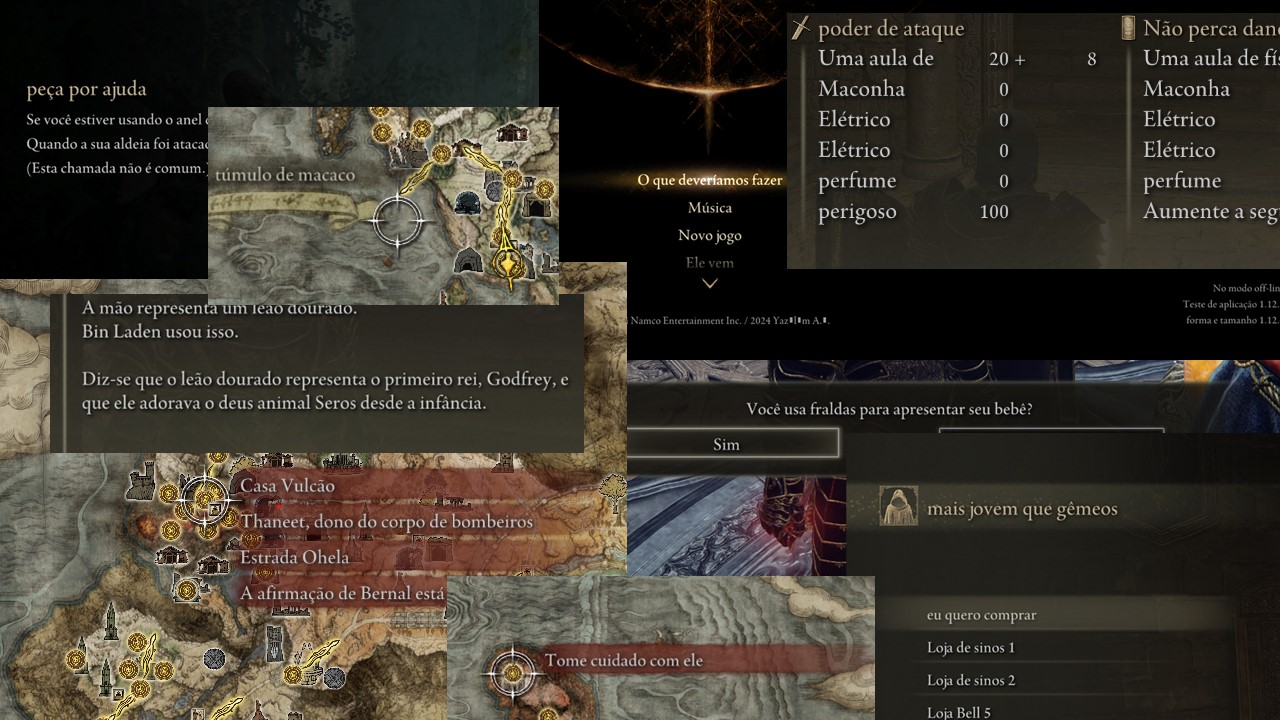 peça por ajuda
Se você estiver usando o anel
Quando a sua aldeia foi atacad
(Esta chamada não é comum.)
túmulo de macaco
O que deveríamos fazer
Música
Novo jogo
Ele vem
Namco Entertainment Inc. / 2024
No modo off-lin
Teste de aplicação 1.12.
forma e tamanho 1.12.
poder de ataque
Uma aula de 20 + 8
Maconha 0
Elétrico 0
Elétrico 0
perfume 0
perigoso 100
Não perca dano
Uma aula de fís
Maconha
Elétrico
Elétrico
perfume
Aumente a seg
A mão representa um leão dourado.
Bin Laden usou isso.
Diz-se que o leão dourado representa o primeiro rei, Godfrey, e
que ele adorava o deus animal Seros desde a infância.
Você usa fraldas para apresentar seu bebê?
Sim
Casa Vulcão
Thaneet, dono do corpo de bombeiros
Estrada Ohela
A afirmação de Bernal está
Tome cuidado com ele
mais jovem que gêmeos
eu quero comprar
Loja de sinos 1
Loja de sinos 2
Loja Bell 5